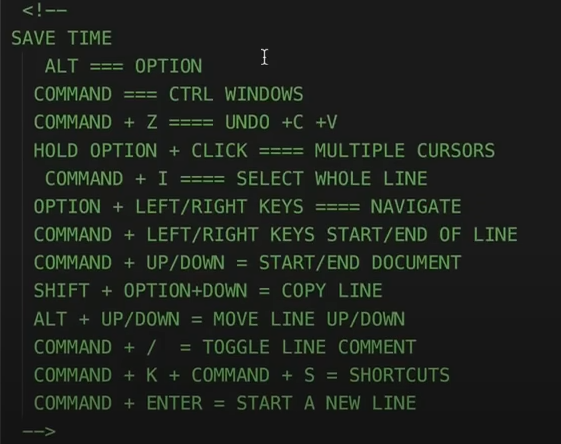 <!--
SAVE TIME
ALT === OPTION
COMMAND === CTRL WINDOWS
COMMAND + Z ==== UNDO +C +V
HOLD OPTION + CLICK ==== MULTIPLE CURSORS
COMMAND + I ==== SELECT WHOLE LINE
OPTION + LEFT/RIGHT KEYS ==== NAVIGATE
COMMAND + LEFT/RIGHT KEYS START/END OF LINE
COMMAND + UP/DOWN = START/END DOCUMENT
SHIFT + OPTION+DOWN = COPY LINE
ALT + UP/DOWN = MOVE LINE UP/DOWN
COMMAND + /  = TOGGLE LINE COMMENT
COMMAND + K + COMMAND + S = SHORTCUTS
COMMAND + ENTER = START A NEW LINE
-->